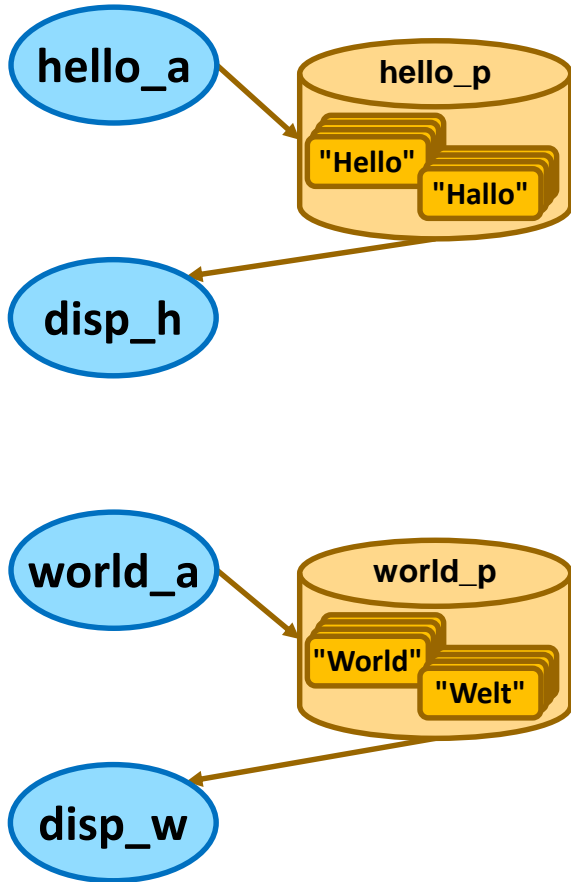 hello_a
hello_p
"Hello"
"Hallo"
disp_h
world_a
world_p
"World"
"Welt"
disp_w